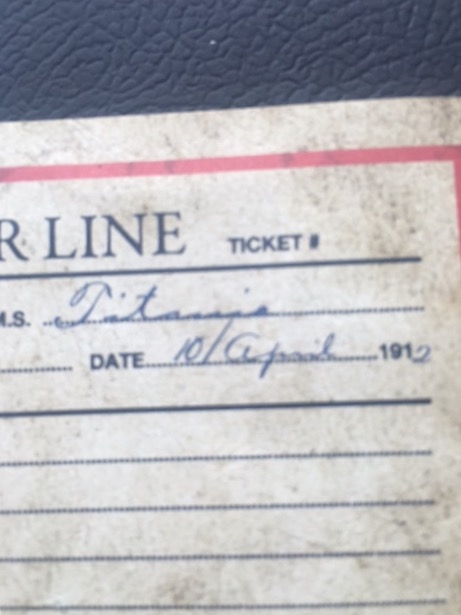 R LINE TICKET #
M.S. Titanic
DATE 10/April 1912